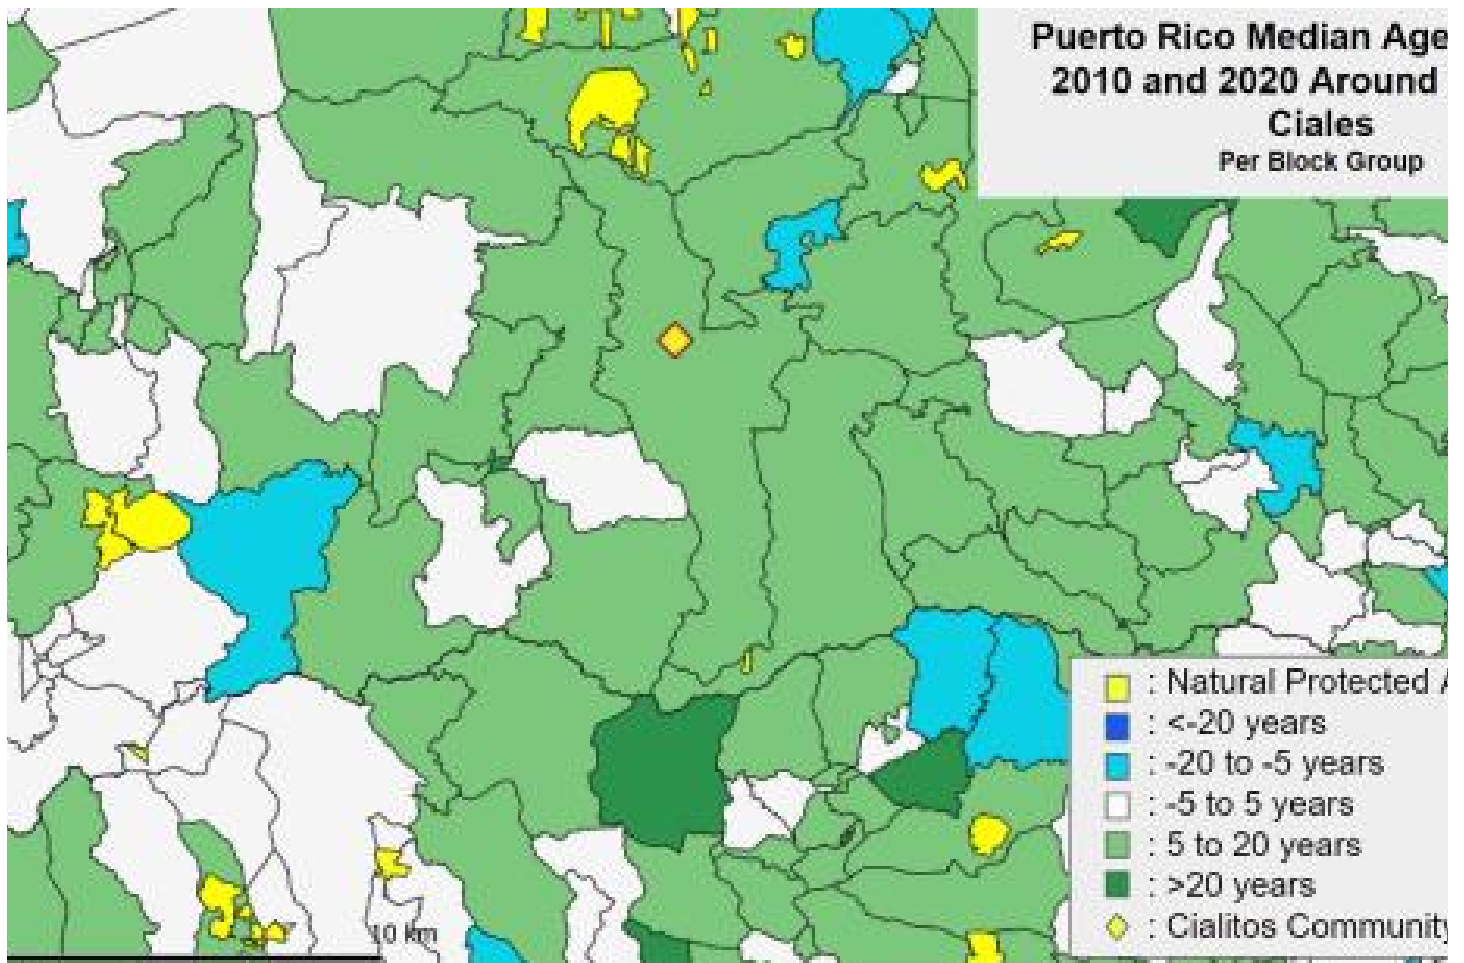 Puerto Rico Median Age
2010 and 2020 Around
Ciales
Per Block Group
: Natural Protected A
: <-20 years
: -20 to -5 years
: -5 to 5 years
: 5 to 20 years
: >20 years
: Cialitos Community
10 km